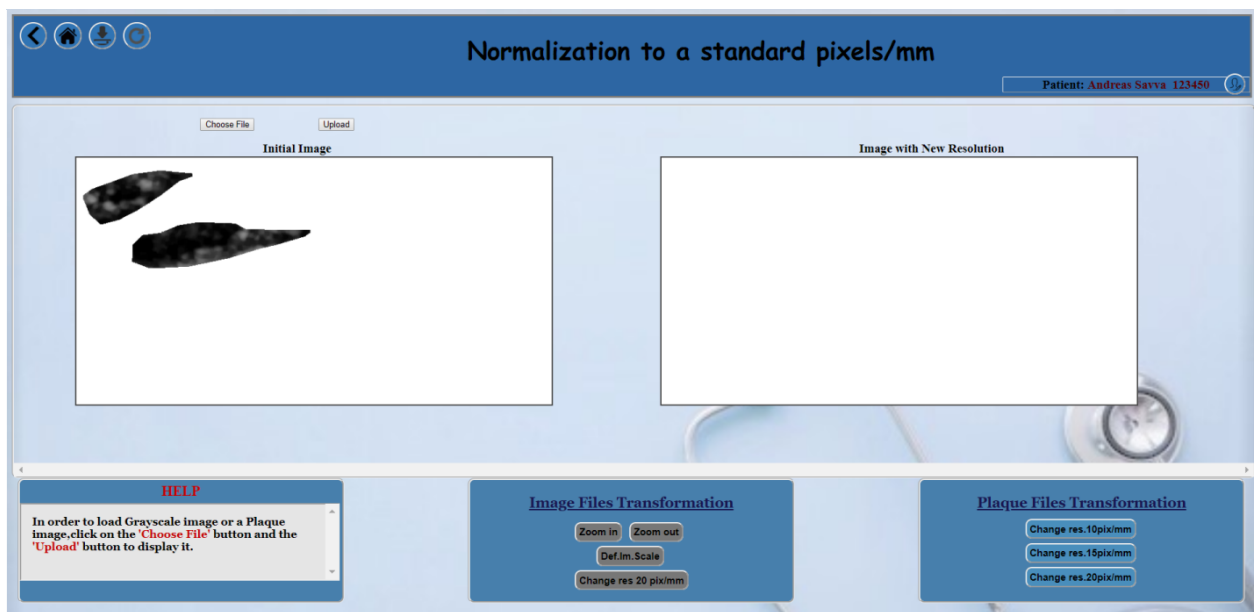 Normalization to a standard pixels/mm
Patient: Andreas Savva 123450
Choose File
Upload
Initial Image
Image with New Resolution
HELP
In order to load Grayscale image or a Plaque
image,click on the 'Choose File' button and the
'Upload' button to display it.
Image Files Transformation
Zoom in
Zoom out
Def.Im.Scale
Change res 20 pix/mm
Plaque Files Transformation
Change res.10pix/mm
Change res.15pix/mm
Change res.20pix/mm